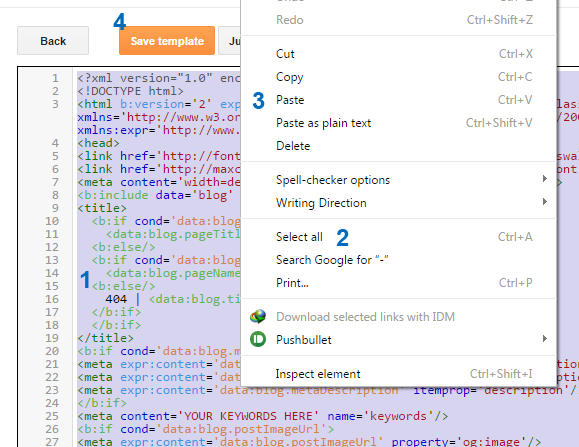 Undo Ctrl+Z
Redo Ctrl+Shift+Z
4
Back Save template Ju
Cut Ctrl+X
Copy Ctrl+C
3 Paste Ctrl+V
Paste as plain text Ctrl+Shift+V
Delete
Spell-checker options
Writing Direction
Select all 2 Ctrl+A
Search Google for “-”
Print... Ctrl+P
Download selected links with IDM
Pushbullet
Inspect element Ctrl+Shift+I
1 <?xml version="1.0" enc
2 <!DOCTYPE html>
3 <html b:version='2' exp class
xmlns='http://www.w3.or /200
xmlns:expr='http://www.
4 <head>
5 <link href='http://font swal
6 <link href='http://maxc font
7 <meta content='width=de >
8 <b:include data='blog'
9 <title>
10 <b:if cond='data:blog.
11 <data:blog.pageTitl
12 <b:else/>
13 <b:if cond='data:blog.
14 <data:blog.pageName
15 <b:else/>
1
16 404 | <data:blog.ti
17 </b:if>
18 </b:if>
19 </title>
20 <b:if cond='data:blog.m
21 <meta expr:content='dat ption
22 <meta expr:content='dat ptio
23 <meta expr:content='data:blog.metaDescription' itemprop='description'/
24 </b:if>
25 <meta content='YOUR KEYWORDS HERE' name='keywords'/>
26 <b:if cond='data:blog.postImageUrl'>
27 <meta expr:content='data:blog.postImageUrl' property='og:image'/>